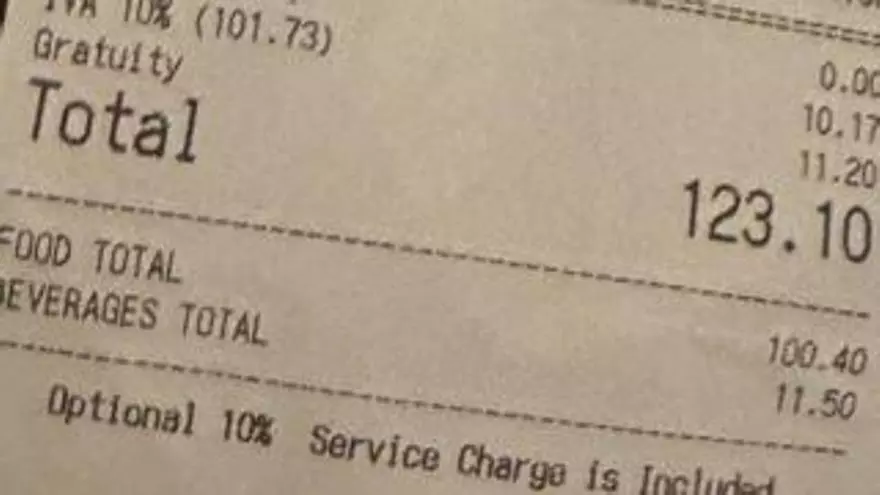 IVA 10% (101.73)
0.00
Gratuity
10.17
Total
11.20
123.10
FOOD TOTAL
100.40
BEVERAGES TOTAL
11.50
Optional 10% Service Charge is Included